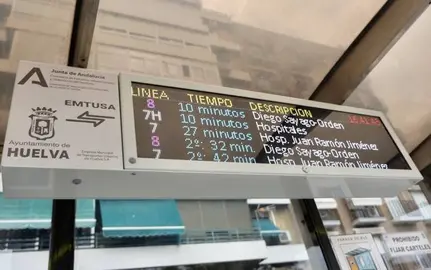 Junta de Andalucía
EMTUSA
Ayuntamiento de
HUELVA
LINEA TIEMPO DESCRIPCION
8 10 minutos Diego Sayago-Orden
7H 10 minutos Hospitales
7 27 minutos Hosp. Juan Ramón Jiménez
8 2º: 32 min. Diego Sayago-Orden
7 2º: 42 min. Hosp. Juan Ramón Jiménez
PROHIBIDO
FIJAR CARTELES